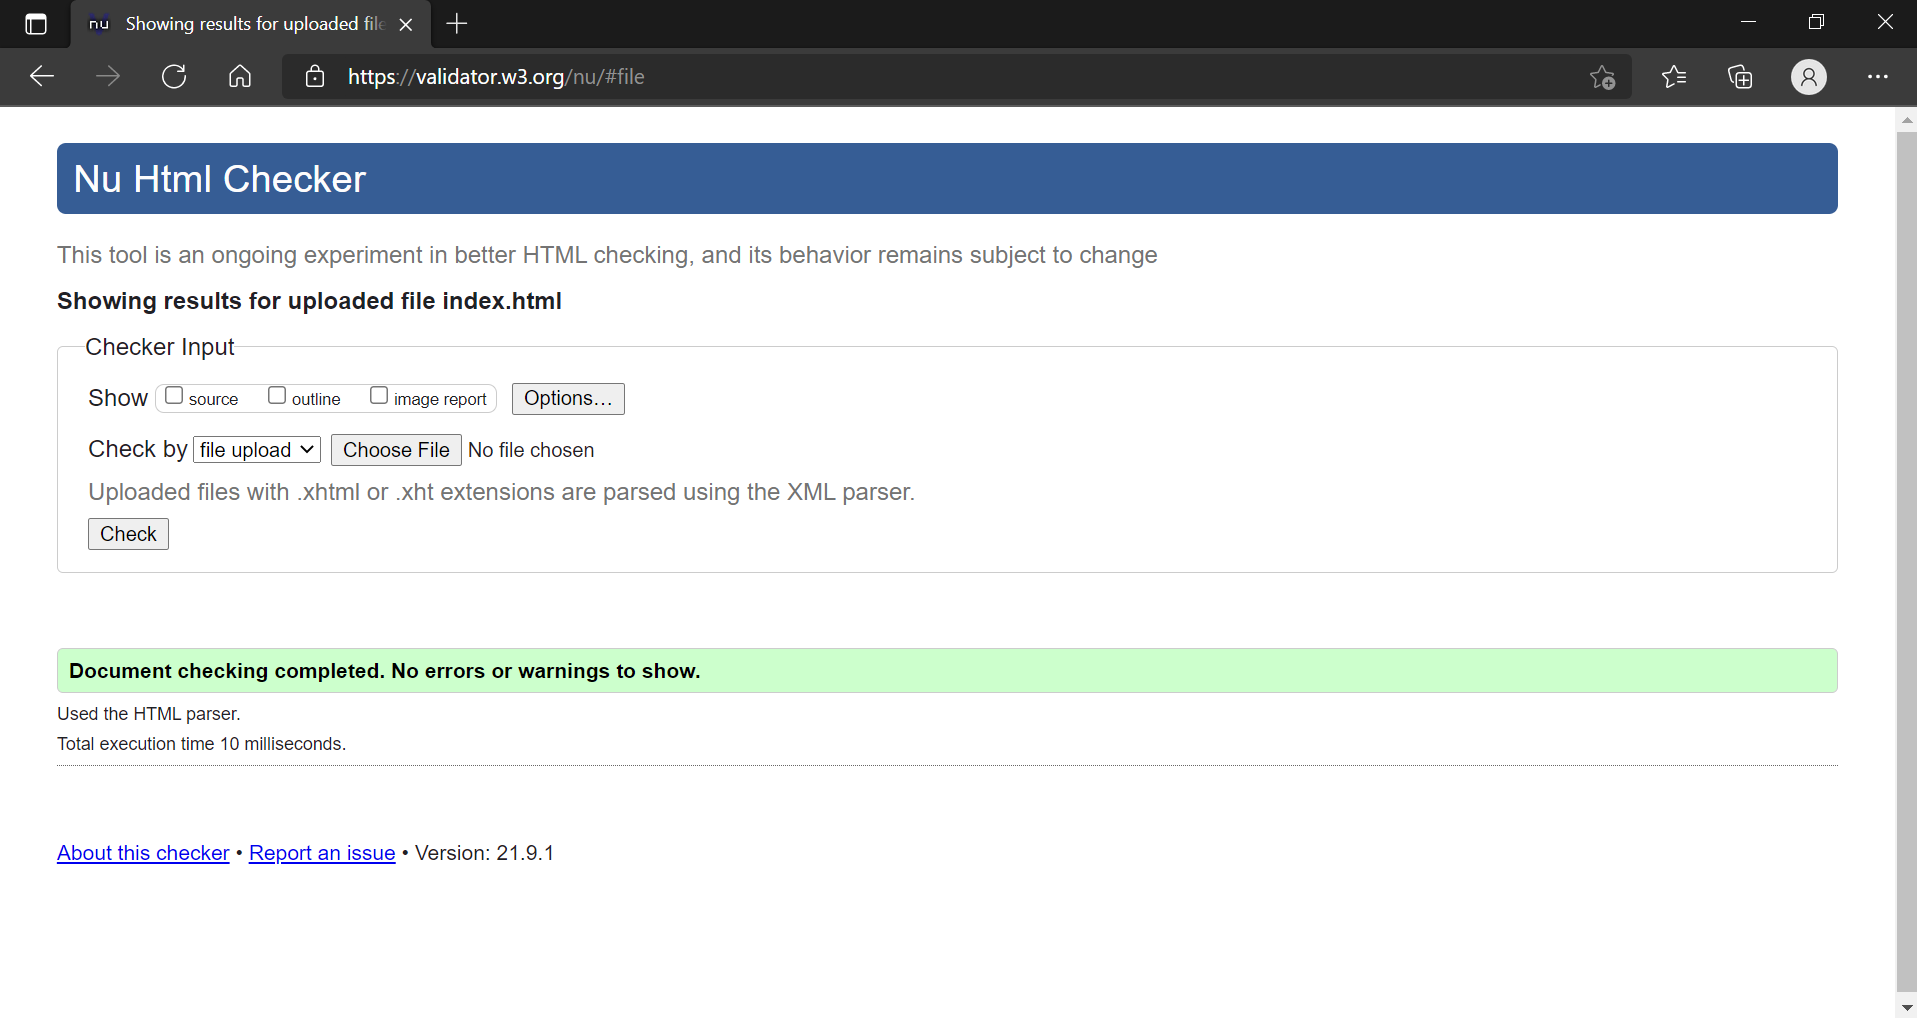 nu Showing results for uploaded file
https://validator.w3.org/nu/#file
Nu Html Checker
This tool is an ongoing experiment in better HTML checking, and its behavior remains subject to change
Showing results for uploaded file index.html
Checker Input
Show source outline image report Options…
Check by file upload Choose File No file chosen
Uploaded files with .xhtml or .xht extensions are parsed using the XML parser.
Check
Document checking completed. No errors or warnings to show.
Used the HTML parser.
Total execution time 10 milliseconds.
About this checker • Report an issue • Version: 21.9.1